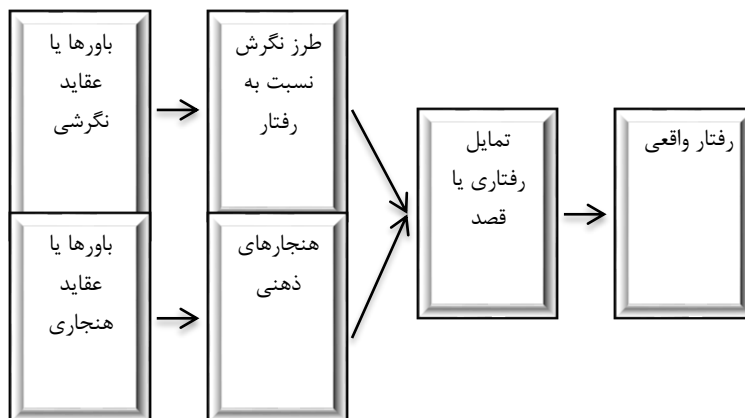 باورها یا
عقاید
نگرشی
طرز نگرش
نسبت به
رفتار
تمایل
رفتاری یا
قصد
رفتار واقعی
باورها یا
عقاید
هنجاری
هنجارهای
ذهنی